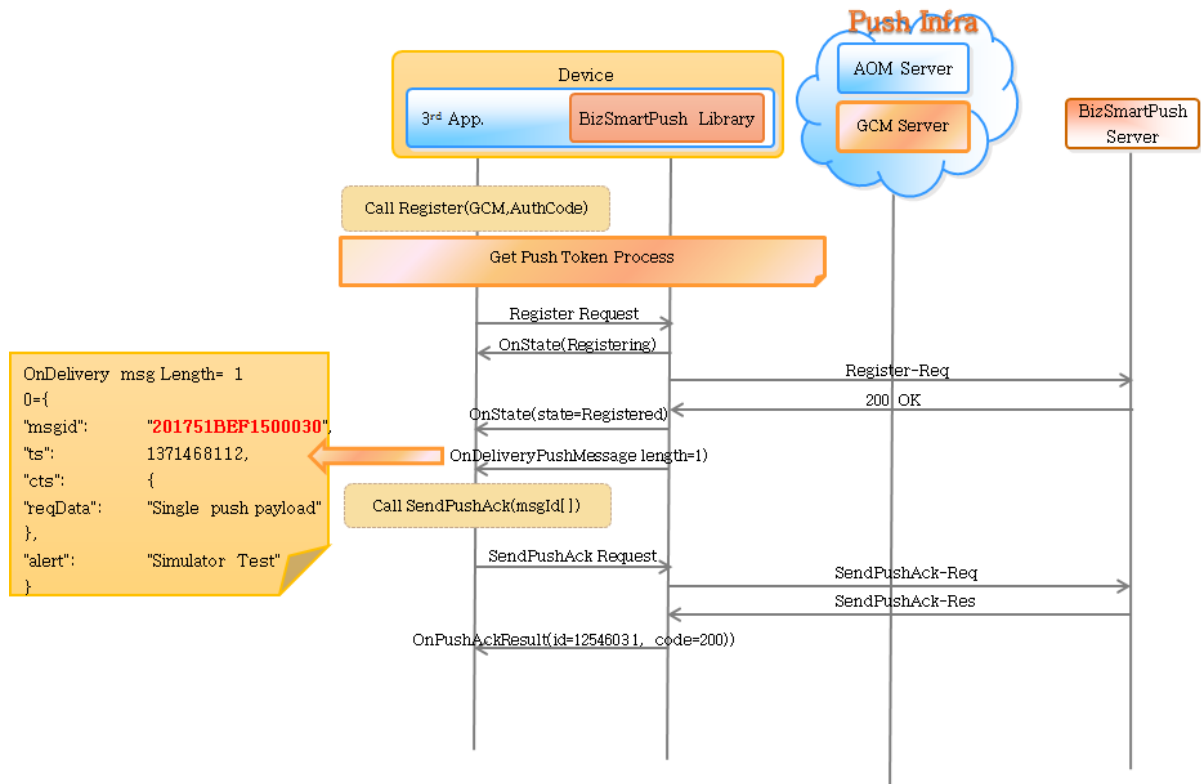 Push Infra
AOM Server
GCM Server
Device
3rd App.
BizSmartPush Library
BizSmartPush
Server
Call Register(GCM,AuthCode)
Get Push Token Process
Register Request
OnState(Registering)
Register-Req
200 OK
OnState(state=Registered)
OnDeliveryPushMessage length=1)
OnDelivery msg Length= 1
0={
"msgid": "201751BEF1500030",
"ts": 1371468112,
"cts": {
"reqData": "Single push payload"
},
"alert": "Simulator Test"
}
Call SendPushAck(msgId[])
SendPushAck Request
SendPushAck-Req
SendPushAck-Res
OnPushAckResult(id=12546031, code=200))